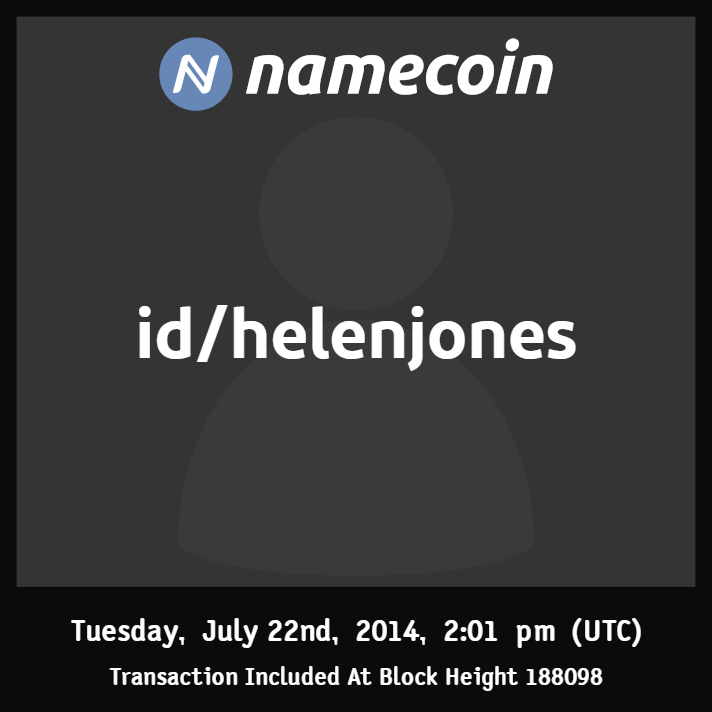 namecoin
id/helenjones
Tuesday, July 22nd, 2014, 2:01 pm (UTC)
Transaction Included At Block Height 188098